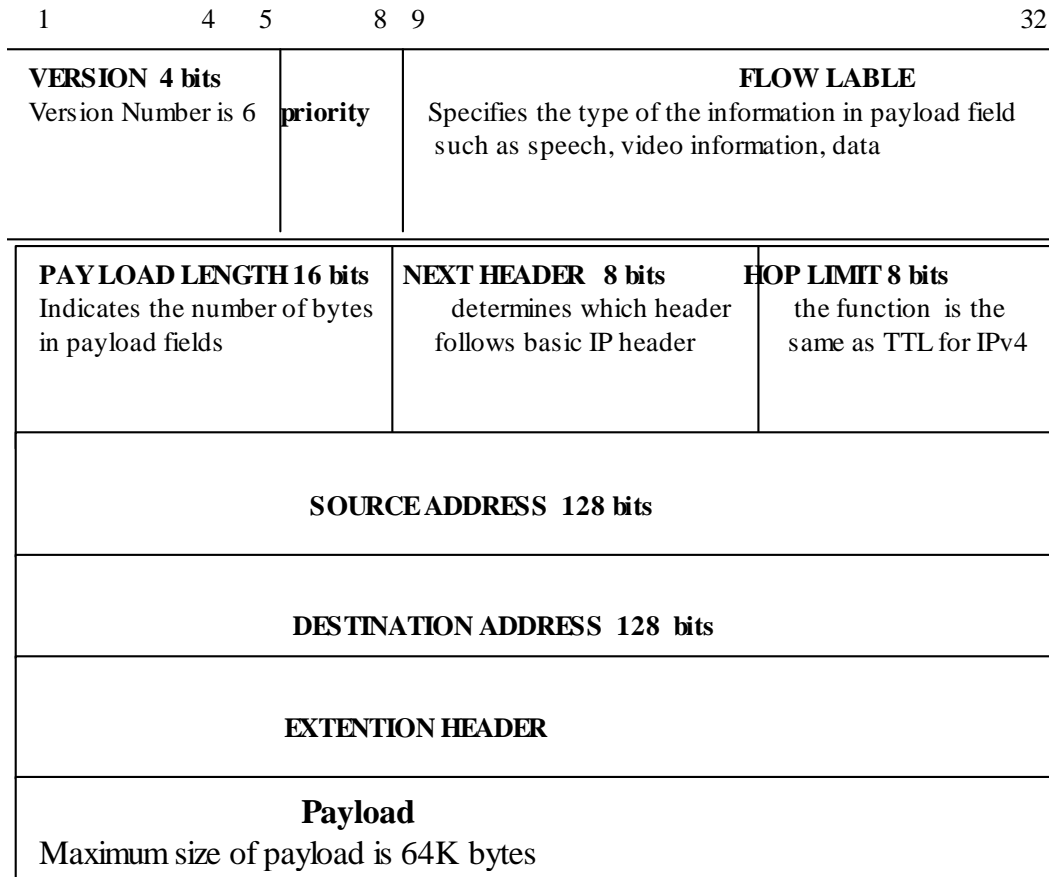 1 4 5 8 9 32
VERSION 4 bits
Version Number is 6
priority
FLOW LABLE
Specifies the type of the information in payload field
such as speech, video information, data
PAY LOAD LENGTH 16 bits
Indicates the number of bytes
in payload fields
NEXT HEADER 8 bits
determines which header
follows basic IP header
HOP LIMIT 8 bits
the function is the
same as TTL for IPv4
SOURCE ADDRESS 128 bits
DESTINATION ADDRESS 128 bits
EXTENTION HEADER
Payload
Maximum size of payload is 64K bytes